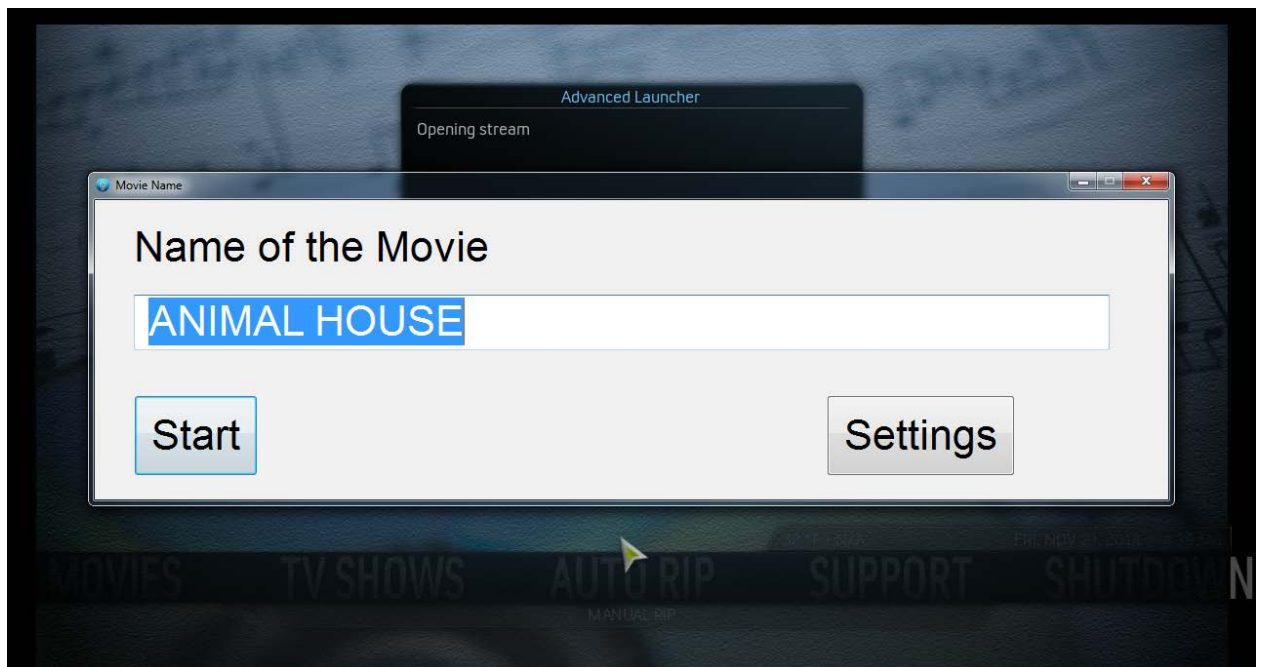 Advanced Launcher
Opening stream
Movie Name
Name of the Movie
ANIMAL HOUSE
Start Settings
MOVIES TV SHOWS AUTO RIP SUPPORT SHUTDOWN
MANUAL RIP